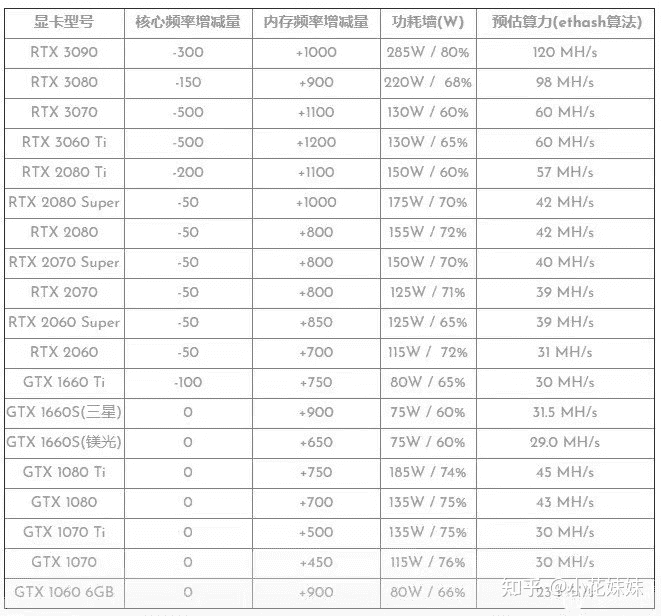 显卡型号 核心频率增减量 内存频率增减量 功耗墙(W) 预估算力(ethash算法)
RTX 3090 -300 +1000 285W / 80% 120 MH/s
RTX 3080 -150 +900 220W / 68% 98 MH/s
RTX 3070 -500 +1100 130W / 60% 60 MH/s
RTX 3060 Ti -500 +1200 130W / 65% 60 MH/s
RTX 2080 Ti -200 +1100 150W / 60% 57 MH/s
RTX 2080 Super -50 +1000 175W / 70% 42 MH/s
RTX 2080 -50 +800 155W / 72% 42 MH/s
RTX 2070 Super -50 +800 150W / 70% 40 MH/s
RTX 2070 -50 +800 125W / 71% 39 MH/s
RTX 2060 Super -50 +850 125W / 65% 39 MH/s
RTX 2060 -50 +700 115W / 72% 31 MH/s
GTX 1660 Ti -100 +750 80W / 65% 30 MH/s
GTX 1660S(三星) 0 +900 75W / 60% 31.5 MH/s
GTX 1660S(镁光) 0 +650 75W / 60% 29.0 MH/s
GTX 1080 Ti 0 +750 185W / 74% 45 MH/s
GTX 1080 0 +700 135W / 75% 43 MH/s
GTX 1070 Ti 0 +500 135W / 75% 30 MH/s
GTX 1070 0 +450 115W / 76% 30 MH/s
GTX 1060 6GB 0 +900 80W / 66% MH/s
知乎 @小花妹妹